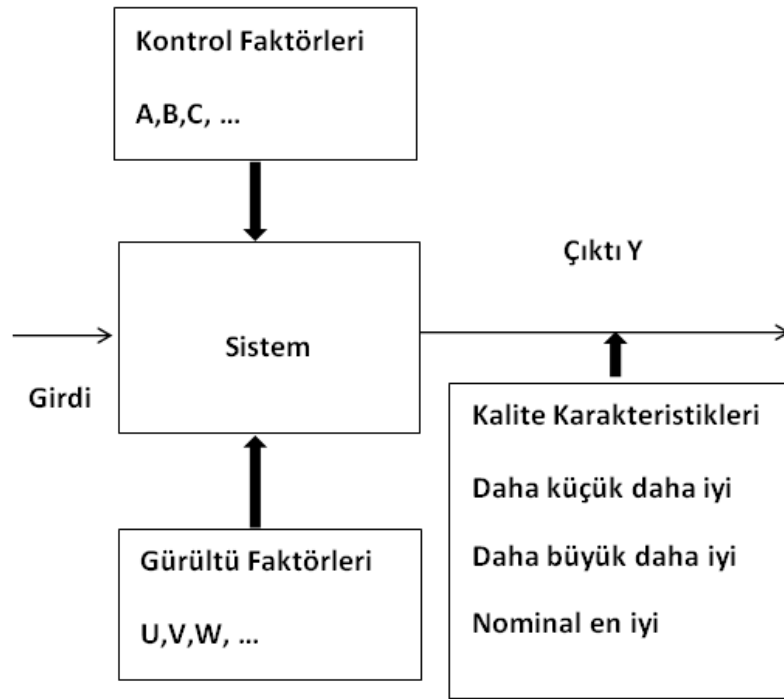 Kontrol Faktörleri
A,B,C, ...
Çıktı Y
Sistem
Girdi
Kalite Karakteristikleri
Daha küçük daha iyi
Daha büyük daha iyi
Nominal en iyi
Gürültü Faktörleri
U,V,W, ...